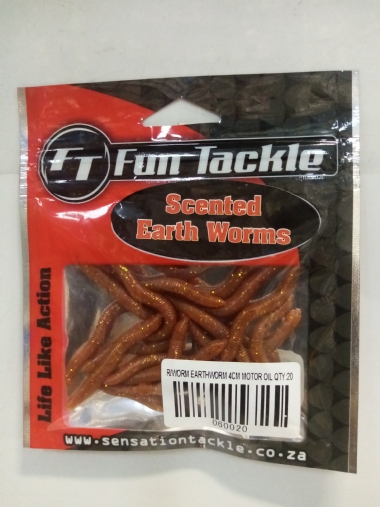 FT Fun Tackle
Scented
Earth Worms
Life Like Action
R/WORM EARTHWORM 4CM MOTOR OIL QTY:20
060020
www.sensationtackle.co.za